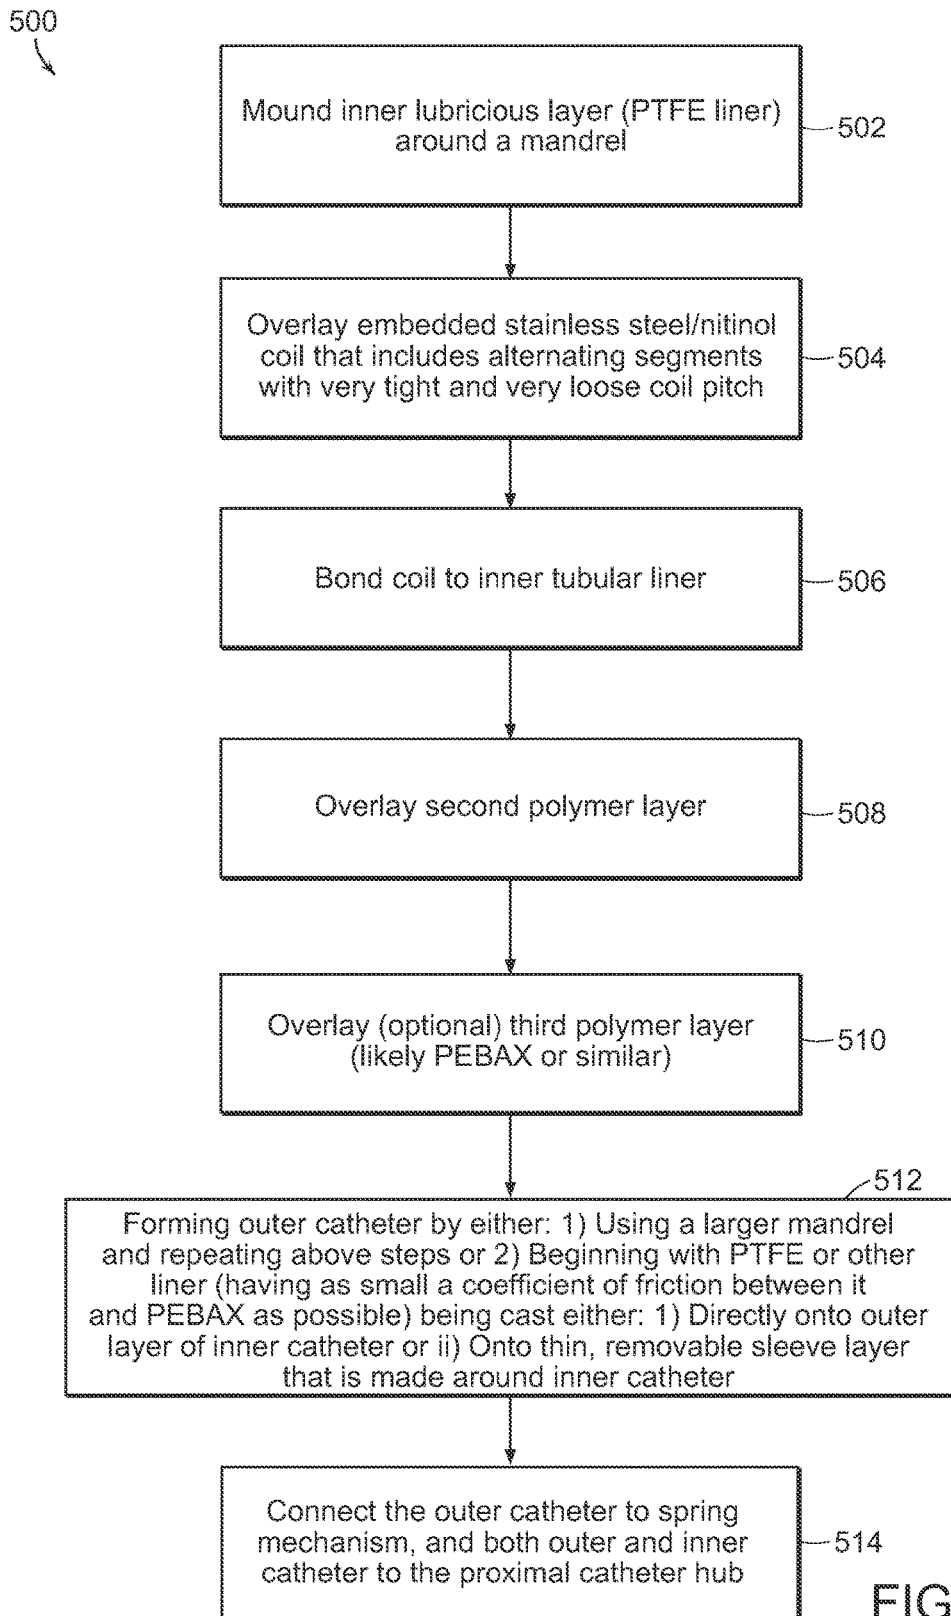 500
Mound inner lubricious layer (PTFE liner)
around a mandrel
502
Overlay embedded stainless steel/nitinol
coil that includes alternating segments
with very tight and very loose coil pitch
504
Bond coil to inner tubular liner
506
Overlay second polymer layer
508
Overlay (optional) third polymer layer
(likely PEBAX or similar)
510
512
Forming outer catheter by either: 1) Using a larger mandrel
and repeating above steps or 2) Beginning with PTFE or other
liner (having as small a coefficient of friction between it
and PEBAX as possible) being cast either: 1) Directly onto outer
layer of inner catheter or ii) Onto thin, removable sleeve layer
that is made around inner catheter
Connect the outer catheter to spring
mechanism, and both outer and inner
catheter to the proximal catheter hub
514
FIG